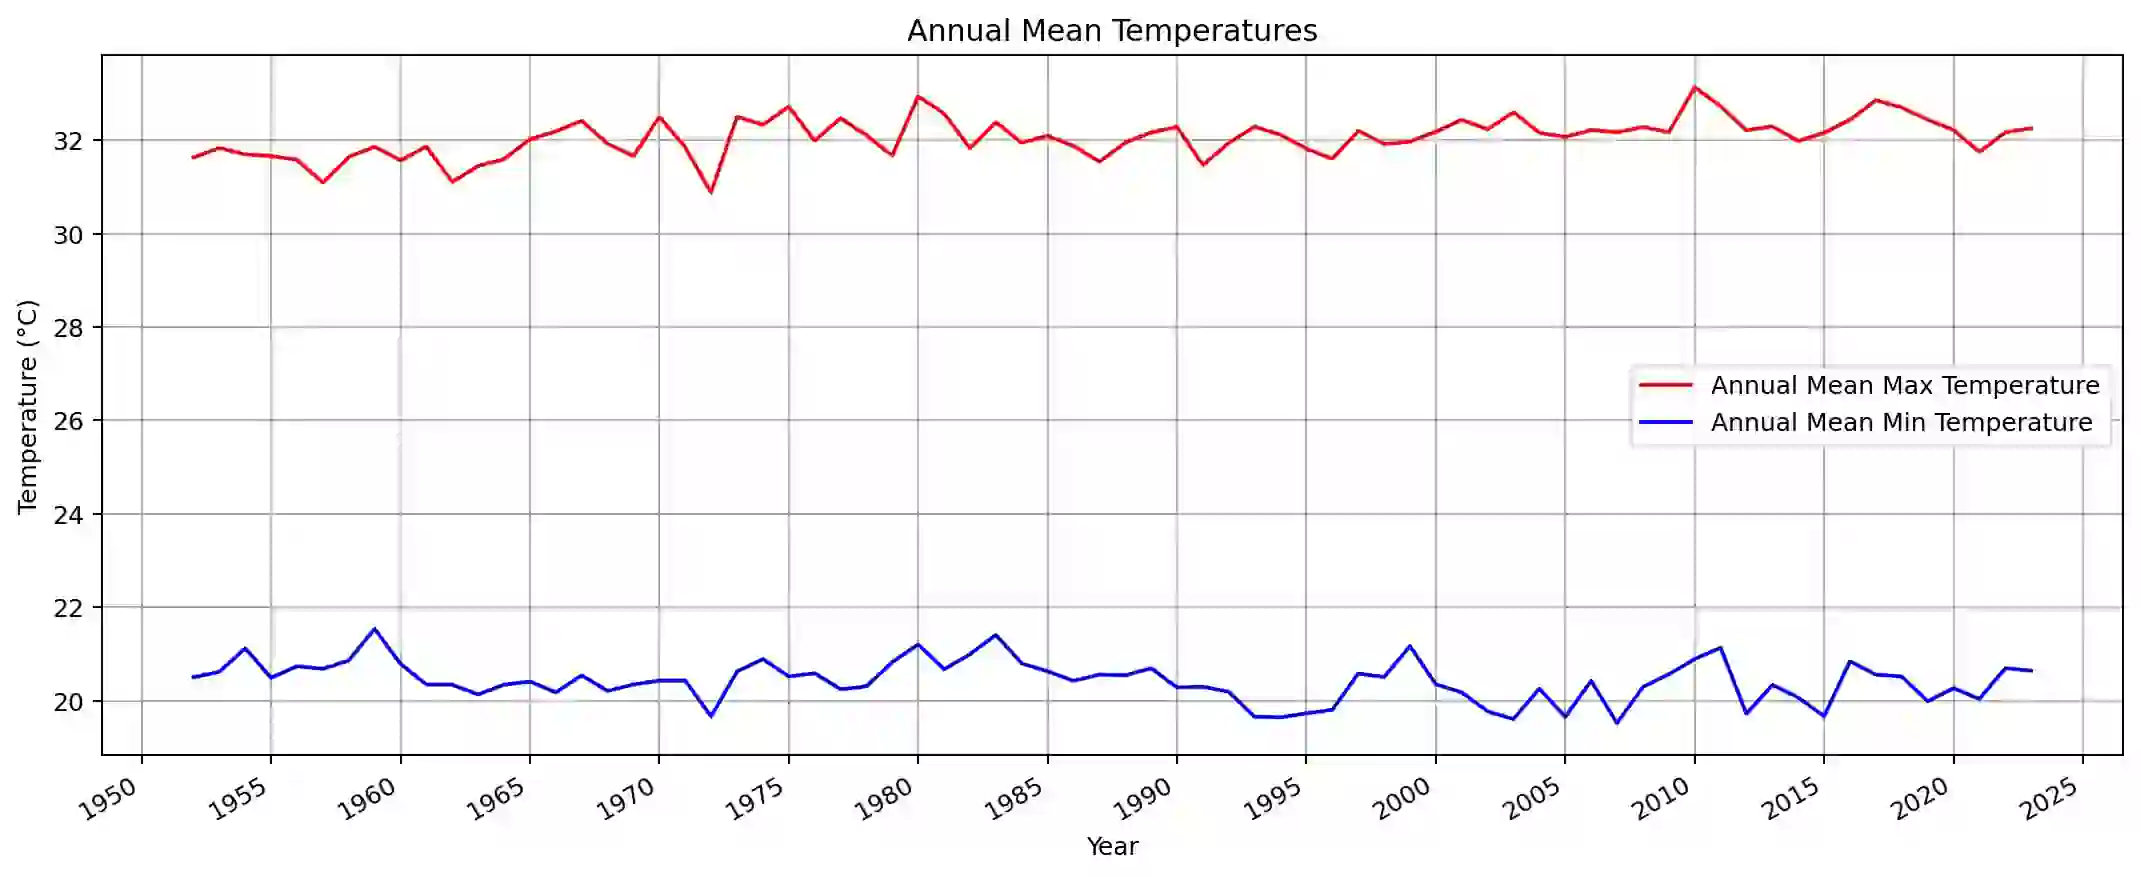 Annual Mean Temperatures
Temperature (°C)
32
30
28
26
24
22
20
Annual Mean Max Temperature
Annual Mean Min Temperature
1950 1955 1960 1965 1970 1975 1980 1985 1990 1995 2000 2005 2010 2015 2020 2025
Year